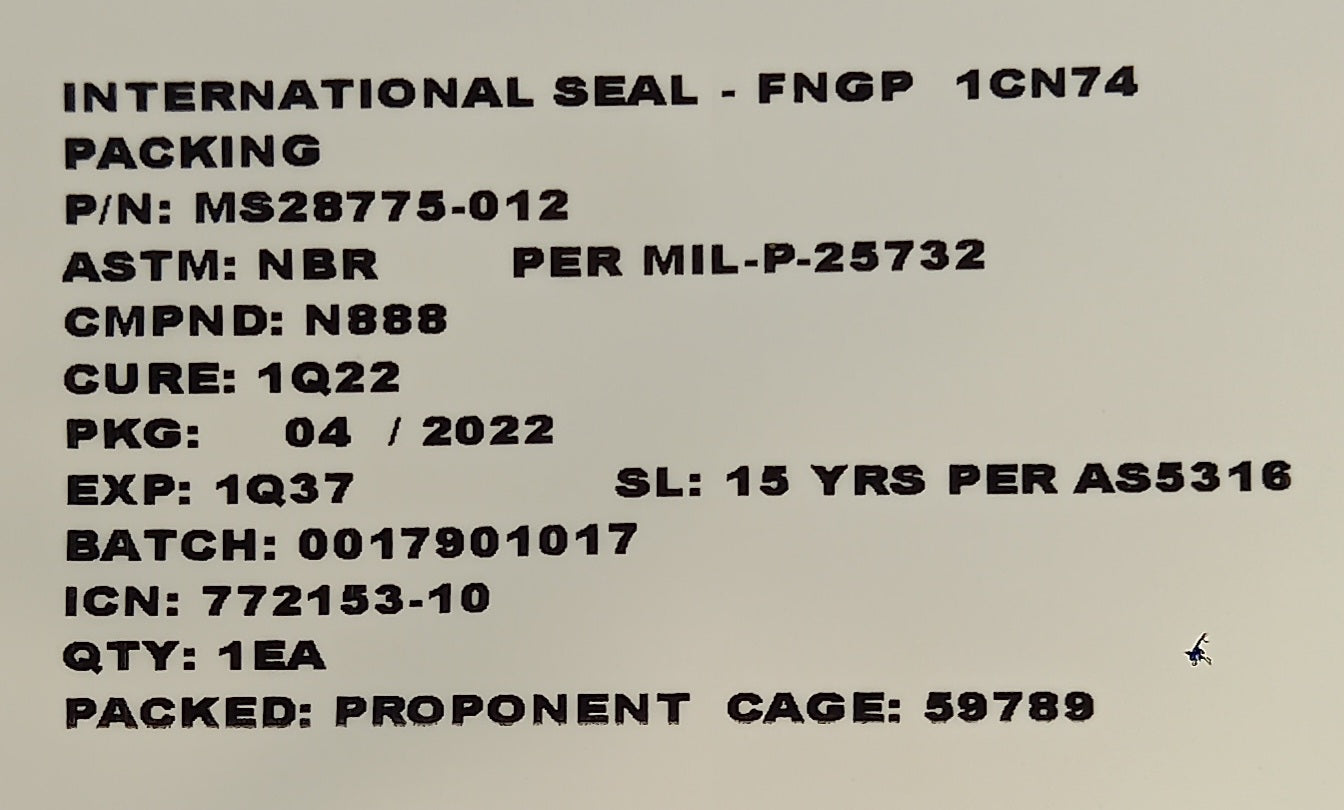 INTERNATIONAL SEAL - FNGP 1CN74
PACKING
P/N: MS28775-012
ASTM: NBR PER MIL-P-25732
CMPND: N888
CURE: 1Q22
PKG: 04 / 2022
EXP: 1Q37 SL: 15 YRS PER AS5316
BATCH: 0017901017
ICN: 772153-10
QTY: 1EA
PACKED: PROPONENT CAGE: 59789